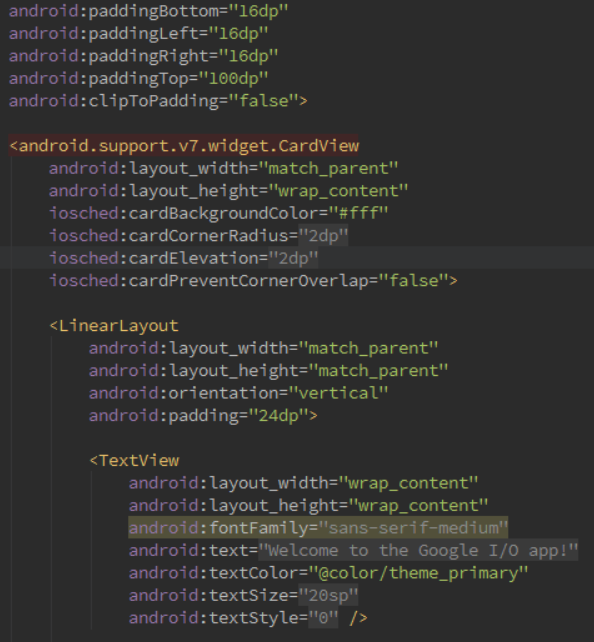 android:paddingBottom="16dp"
android:paddingLeft="16dp"
android:paddingRight="16dp"
android:paddingTop="100dp"
android:clipToPadding="false">
<android.support.v7.widget.CardView
android:layout_width="match_parent"
android:layout_height="wrap_content"
iosched:cardBackgroundColor="#fff"
iosched:cardCornerRadius="2dp"
iosched:cardElevation="2dp"
iosched:cardPreventCornerOverlap="false">
<LinearLayout
android:layout_width="match_parent"
android:layout_height="match_parent"
android:orientation="vertical"
android:padding="24dp">
<TextView
android:layout_width="wrap_content"
android:layout_height="wrap_content"
android:fontFamily="sans-serif-medium"
android:text="Welcome to the Google I/O app!"
android:textColor="@color/theme_primary"
android:textSize="20sp"
android:textStyle="0" />